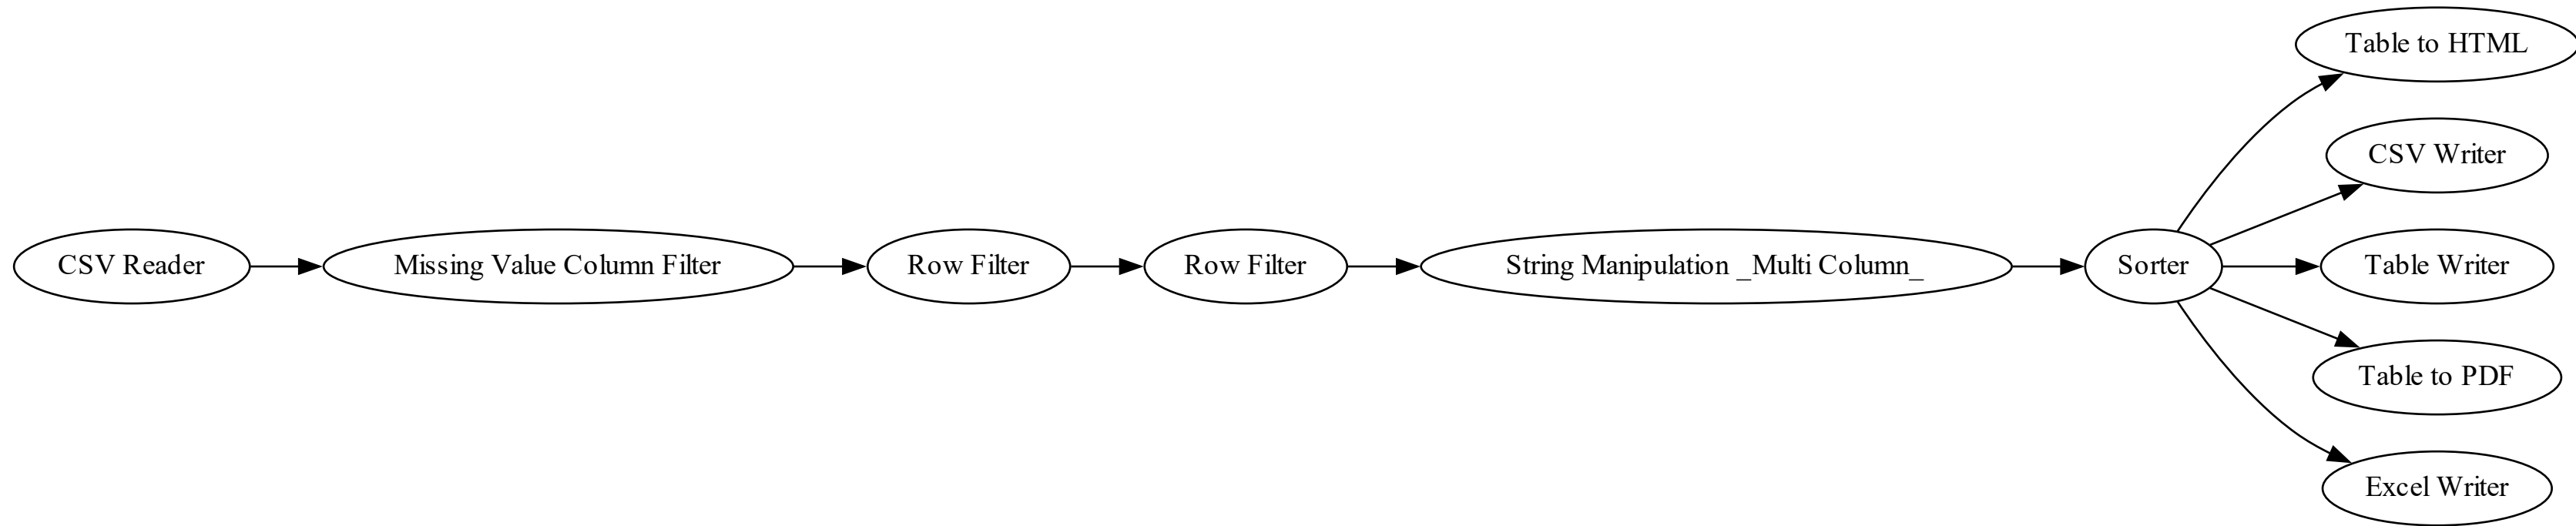 CSV Reader
Missing Value Column Filter
Row Filter
Row Filter
String Manipulation _Multi Column_
Sorter
Table to HTML
CSV Writer
Table Writer
Table to PDF
Excel Writer